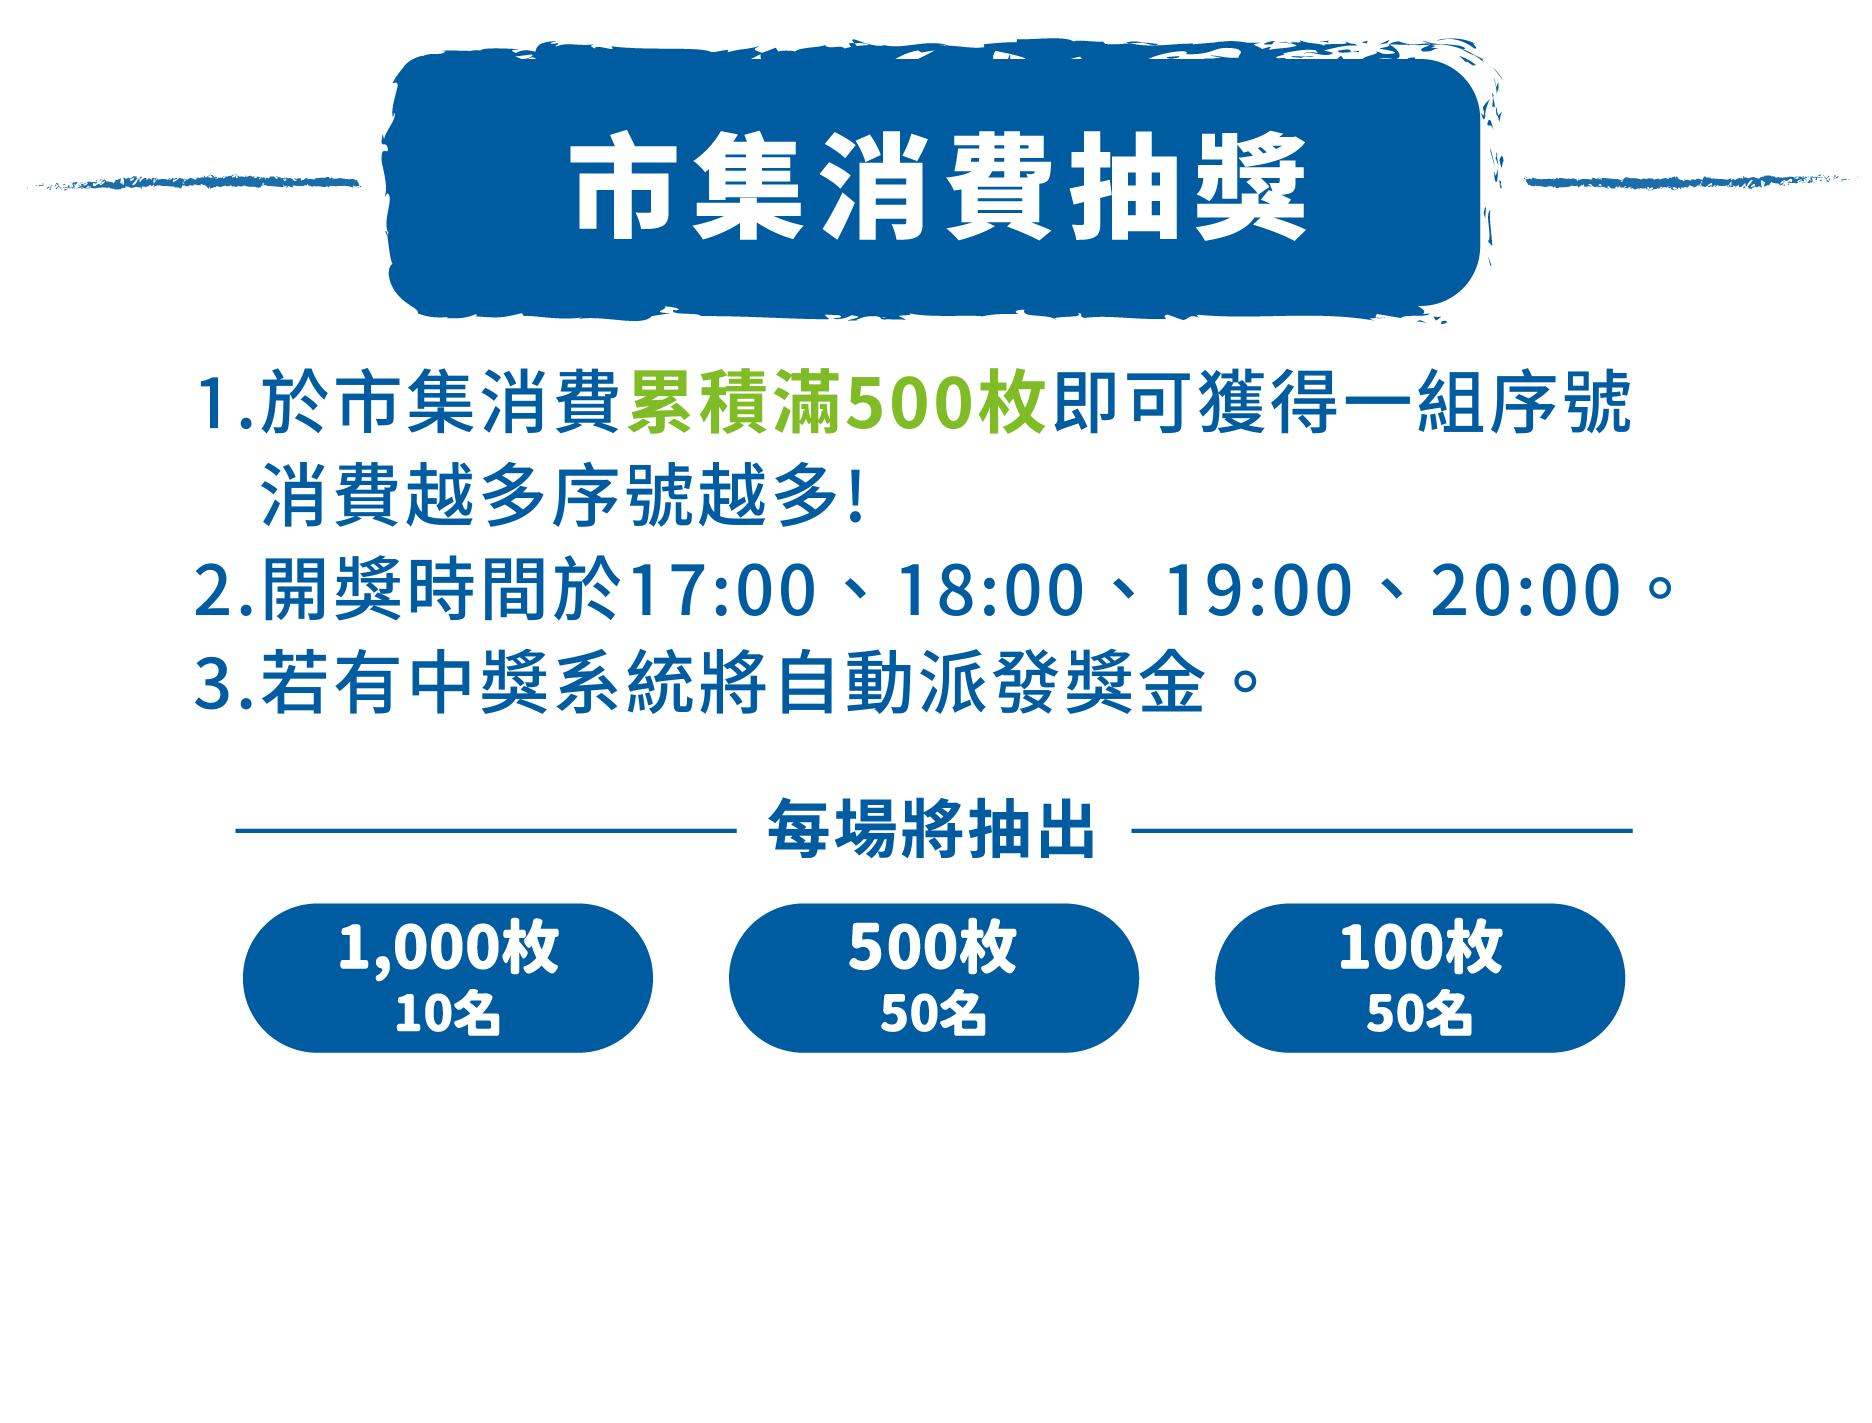 市集消費抽獎
1.於市集消費累積滿500枚即可獲得一組序號
消費越多序號越多!
2.開獎時間於17:00、18:00、19:00、20:00。
3.若有中獎系統將自動派發獎金。
每場將抽出
1,000枚
10名
500枚
50名
100枚
50名